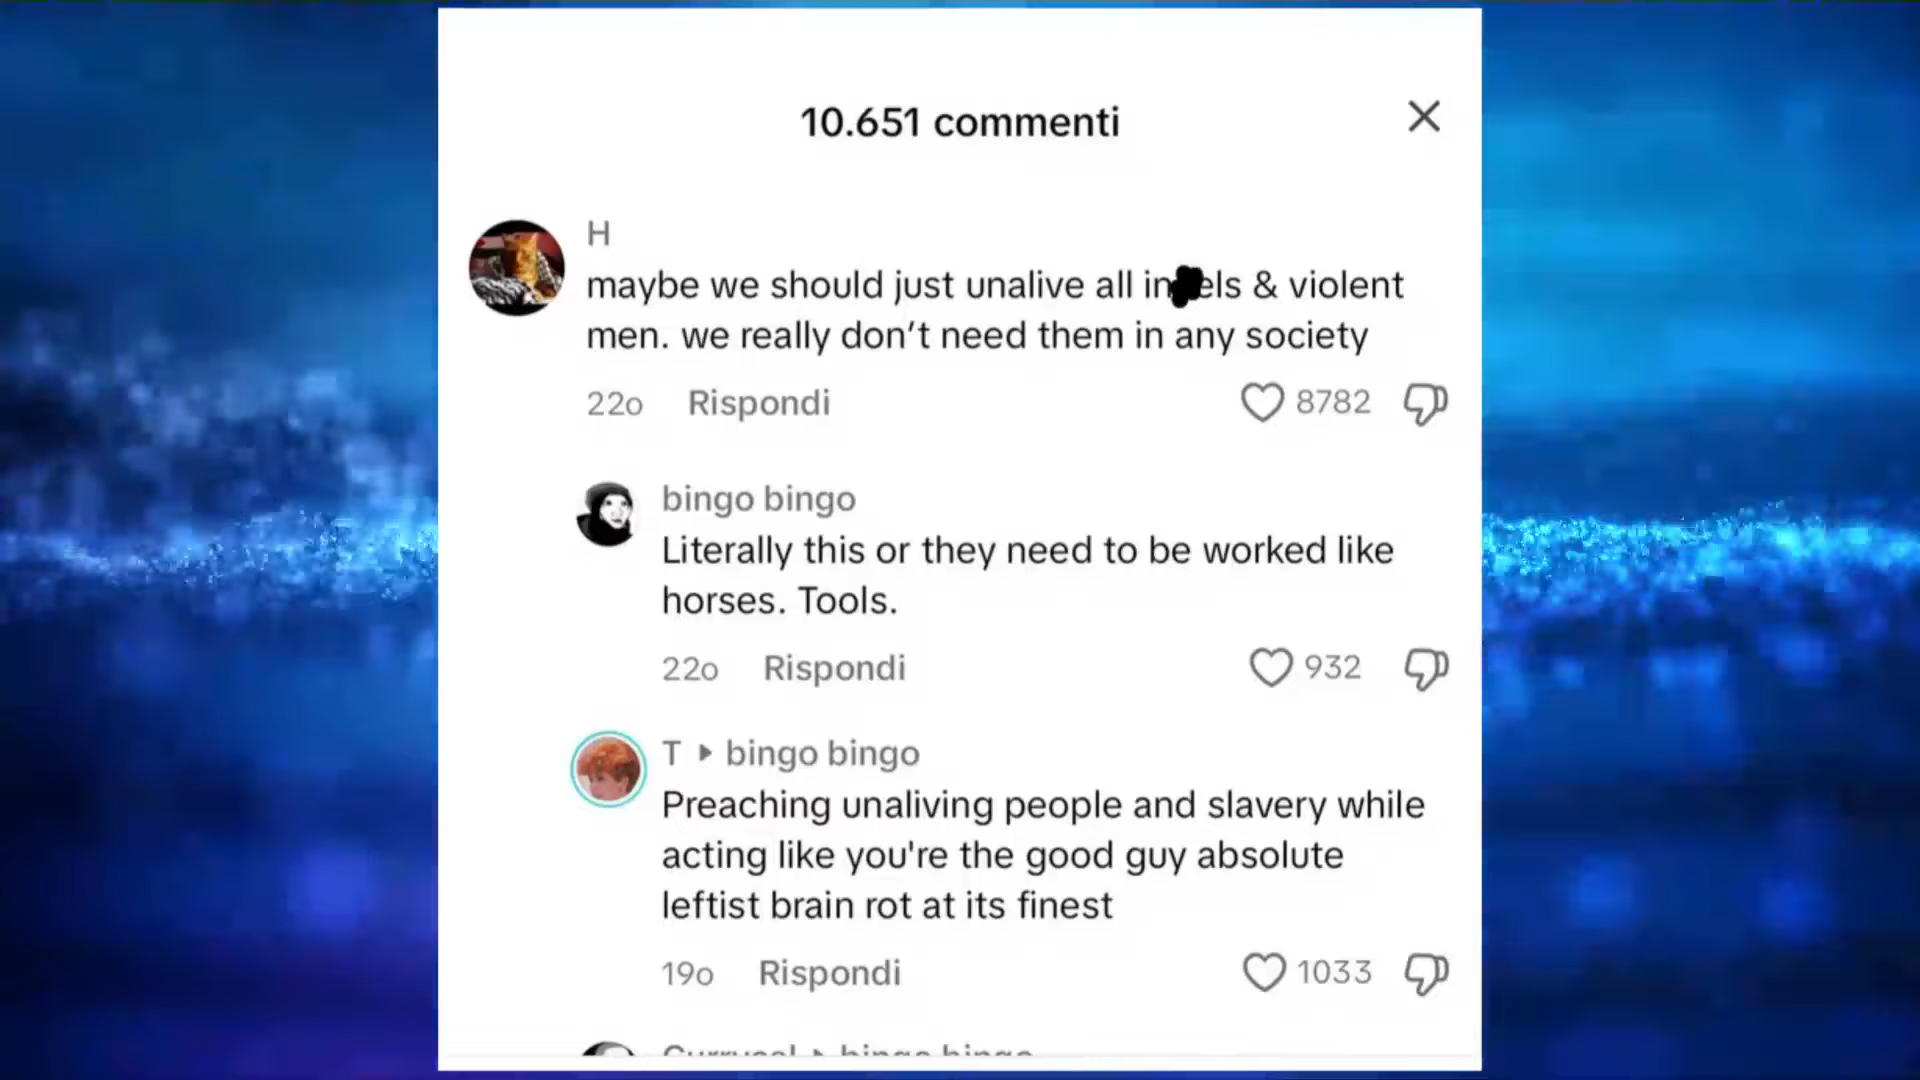 10.651 commenti
H
maybe we should just unalive all in els & violent
men. we really don't need them in any society
22o Rispondi 8782
bingo bingo
Literally this or they need to be worked like
horses. Tools.
22o Rispondi 932
T ▶ bingo bingo
Preaching unaliving people and slavery while
acting like you're the good guy absolute
leftist brain rot at its finest
19o Rispondi 1033
bingo bingo